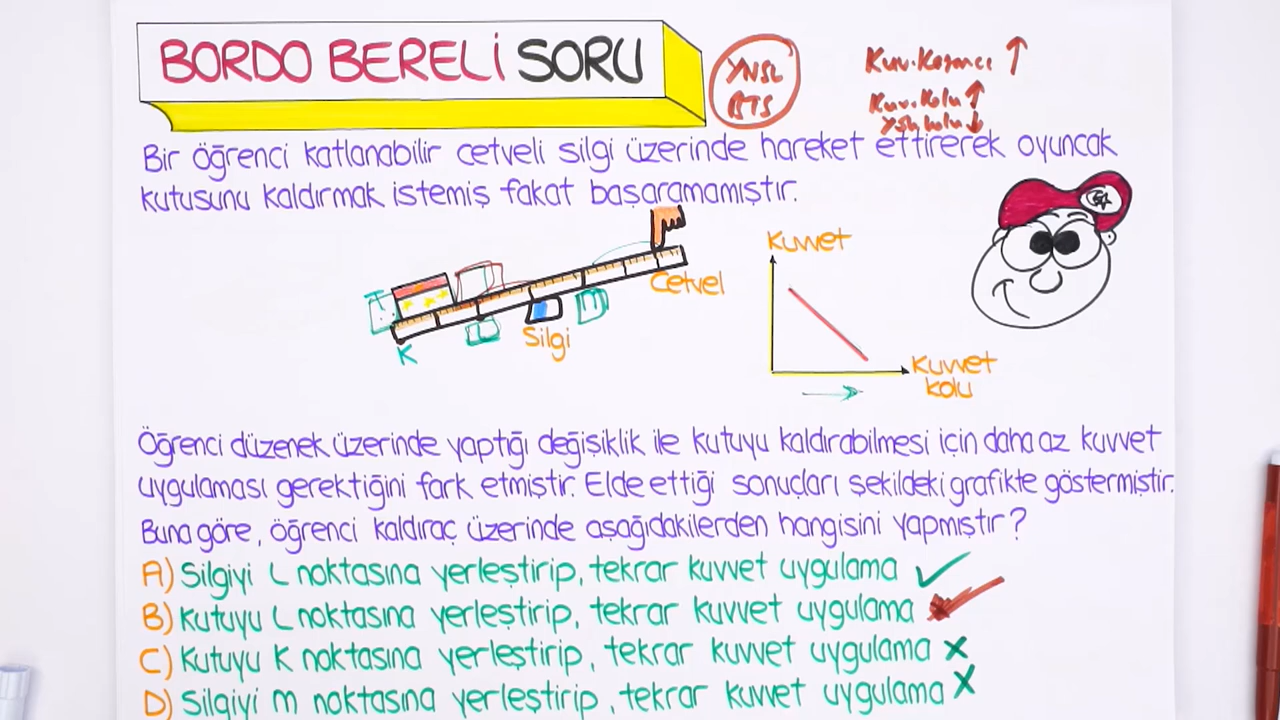 BORDO BERELİ SORU
YNSL
BTS
Kuv. Kazancı ↑
Kuv. Kolu ↑
Yük kolu ↓
Bir öğrenci katlanabilir cetveli silgi üzerinde hareket ettirerek oyuncak
kutusunu kaldırmak istemiş fakat başaramamıştır.
Cetvel
Silgi
K
L
M
Kuvvet
Kuvvet
kolu
Öğrenci düzenek üzerinde yaptığı değişiklik ile kutuyu kaldırabilmesi için daha az kuvvet
uygulaması gerektiğini fark etmiştir. Elde ettiği sonuçları şekildeki grafikte göstermiştir.
Buna göre, öğrenci kaldıraç üzerinde aşağıdakilerden hangisini yapmıştır?
A) Silgiyi L noktasına yerleştirip, tekrar kuvvet uygulama
B) Kutuyu L noktasına yerleştirip, tekrar kuvvet uygulama
C) Kutuyu K noktasına yerleştirip, tekrar kuvvet uygulama
D) Silgiyi m noktasına yerleştirip, tekrar kuvvet uygulama